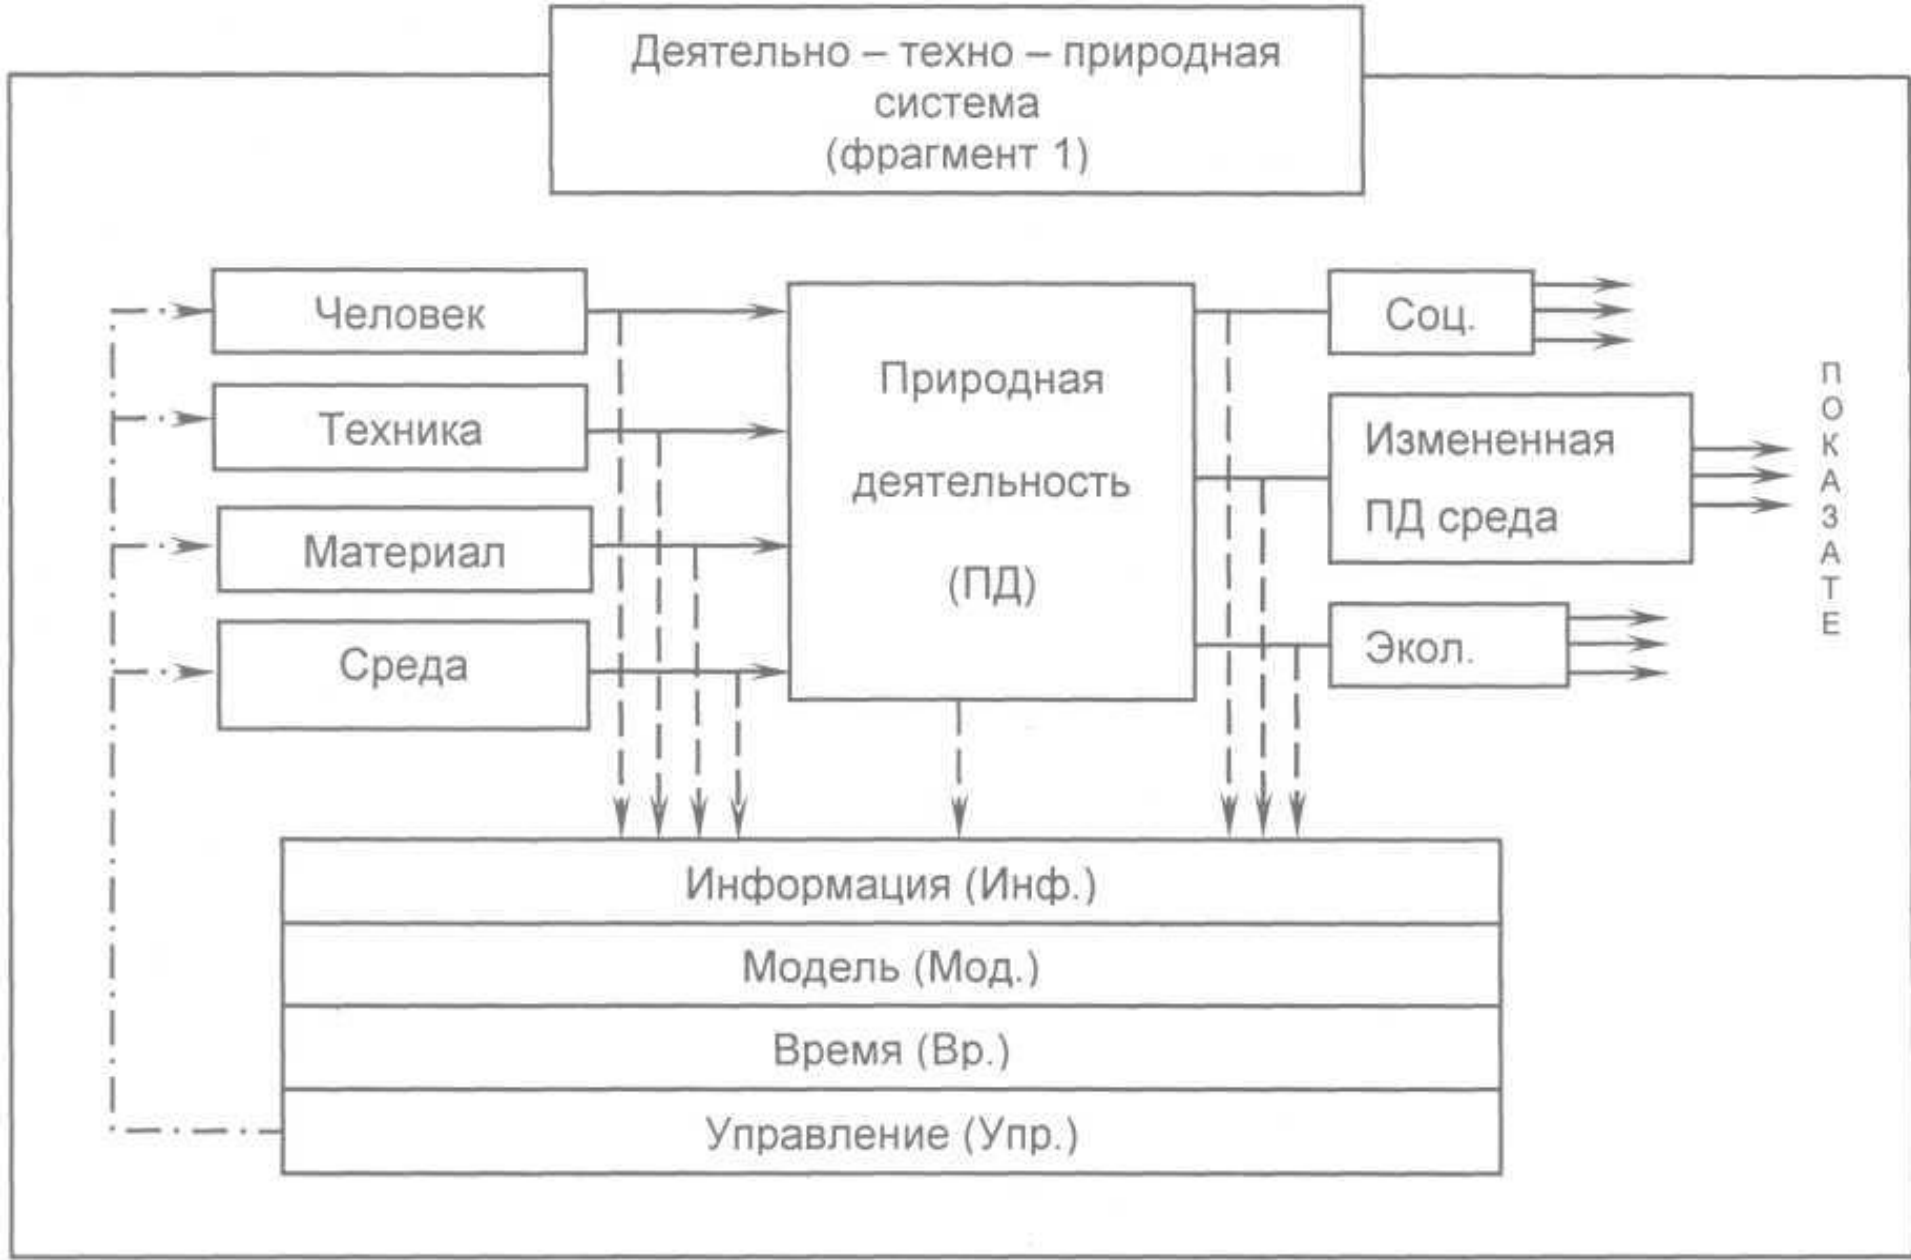 Деятельно – техно – природная
система
(фрагмент 1)
Человек
Техника
Материал
Среда
Природная
деятельность
(ПД)
Соц.
Измененная
ПД среда
Экол.
ПОКАЗАТЕ
Информация (Инф.)
Модель (Мод.)
Время (Вр.)
Управление (Упр.)